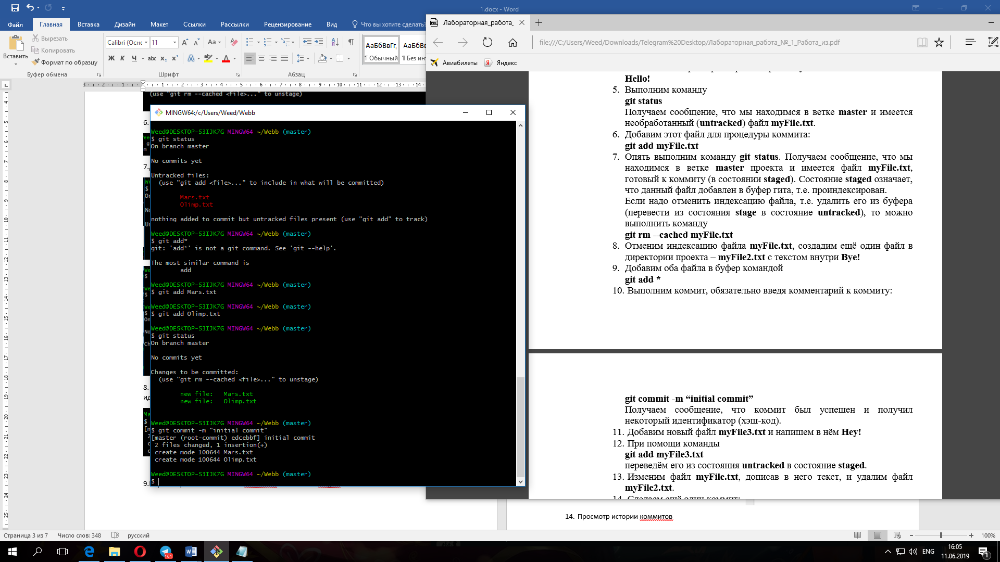 1.docx - Word
Файл
Главная
Вставка
Дизайн
Макет
Ссылки
Рассылки
Рецензирование
Вид
Что вы хотите сделать?
Вставить
Вырезать
Копировать
Формат по образцу
Буфер обмена
Calibri (Оснс
11
Шрифт
Абзац
АаБбВвГг,
¶ Обычный
АаБбВ
¶ Без инт
Лабораторная_работа_
file:///C:/Users/Weed/Downloads/Telegram%20Desktop/Лабораторная_работа_№_1_Работа_из.pdf
Авиабилеты
Яндекс
(use "git rm --cached <file>..." to unstage)
6.
7.
8.
ид
9.
MINGW64:/c/Users/Weed/Webb
Weed@DESKTOP-S3IJK7G MINGW64 ~/Webb (master)
$ git status
On branch master
No commits yet
Untracked files:
(use "git add <file>..." to include in what will be committed)
Mars.txt
Olimp.txt
nothing added to commit but untracked files present (use "git add" to track)
Weed@DESKTOP-S3IJK7G MINGW64 ~/Webb (master)
$ git add*
git: 'add*' is not a git command. See 'git --help'.
The most similar command is
add
Weed@DESKTOP-S3IJK7G MINGW64 ~/Webb (master)
$ git add Mars.txt
Weed@DESKTOP-S3IJK7G MINGW64 ~/Webb (master)
$ git add Olimp.txt
Weed@DESKTOP-S3IJK7G MINGW64 ~/Webb (master)
$ git status
On branch master
No commits yet
Changes to be committed:
(use "git rm --cached <file>..." to unstage)
new file:   Mars.txt
new file:   Olimp.txt
Weed@DESKTOP-S3IJK7G MINGW64 ~/Webb (master)
$ git commit -m "initial commit"
[master (root-commit) edcebbf] initial commit
2 files changed, 1 insertion(+)
create mode 100644 Mars.txt
create mode 100644 Olimp.txt
Weed@DESKTOP-S3IJK7G MINGW64 ~/Webb (master)
$
Hello!
5. Выполним команду
git status
Получаем сообщение, что мы находимся в ветке master и имеется
необработанный (untracked) файл myFile.txt.
6. Добавим этот файл для процедуры коммита:
git add myFile.txt
7. Опять выполним команду git status. Получаем сообщение, что мы
находимся в ветке master проекта и имеется файл myFile.txt,
готовый к коммиту (в состоянии staged). Состояние staged означает,
что данный файл добавлен в буфер гита, т.е. проиндексирован.
Если надо отменить индексацию файла, т.е. удалить его из буфера
(перевести из состояния stage в состояние untracked), то можно
выполнить команду
git rm --cached myFile.txt
8. Отменим индексацию файла myFile.txt, создадим ещё один файл в
директории проекта – myFile2.txt с текстом внутри Bye!
9. Добавим оба файла в буфер командой
git add *
10. Выполним коммит, обязательно введя комментарий к коммиту:
git commit -m “initial commit”
Получаем сообщение, что коммит был успешен и получил
некоторый идентификатор (хэш-код).
11. Добавим новый файл myFile3.txt и напишем в нём Hey!
12. При помощи команды
git add myFile3.txt
переведём его из состояния untracked в состояние staged.
13. Изменим файл myFile.txt, дописав в него текст, и удалим файл
myFile2.txt.
14. Сделаем ещё один коммит:
14. Просмотр истории коммитов
Страница 3 из 7
Число слов: 348
русский
100%
161
ENG
16:05
11.06.2019
1